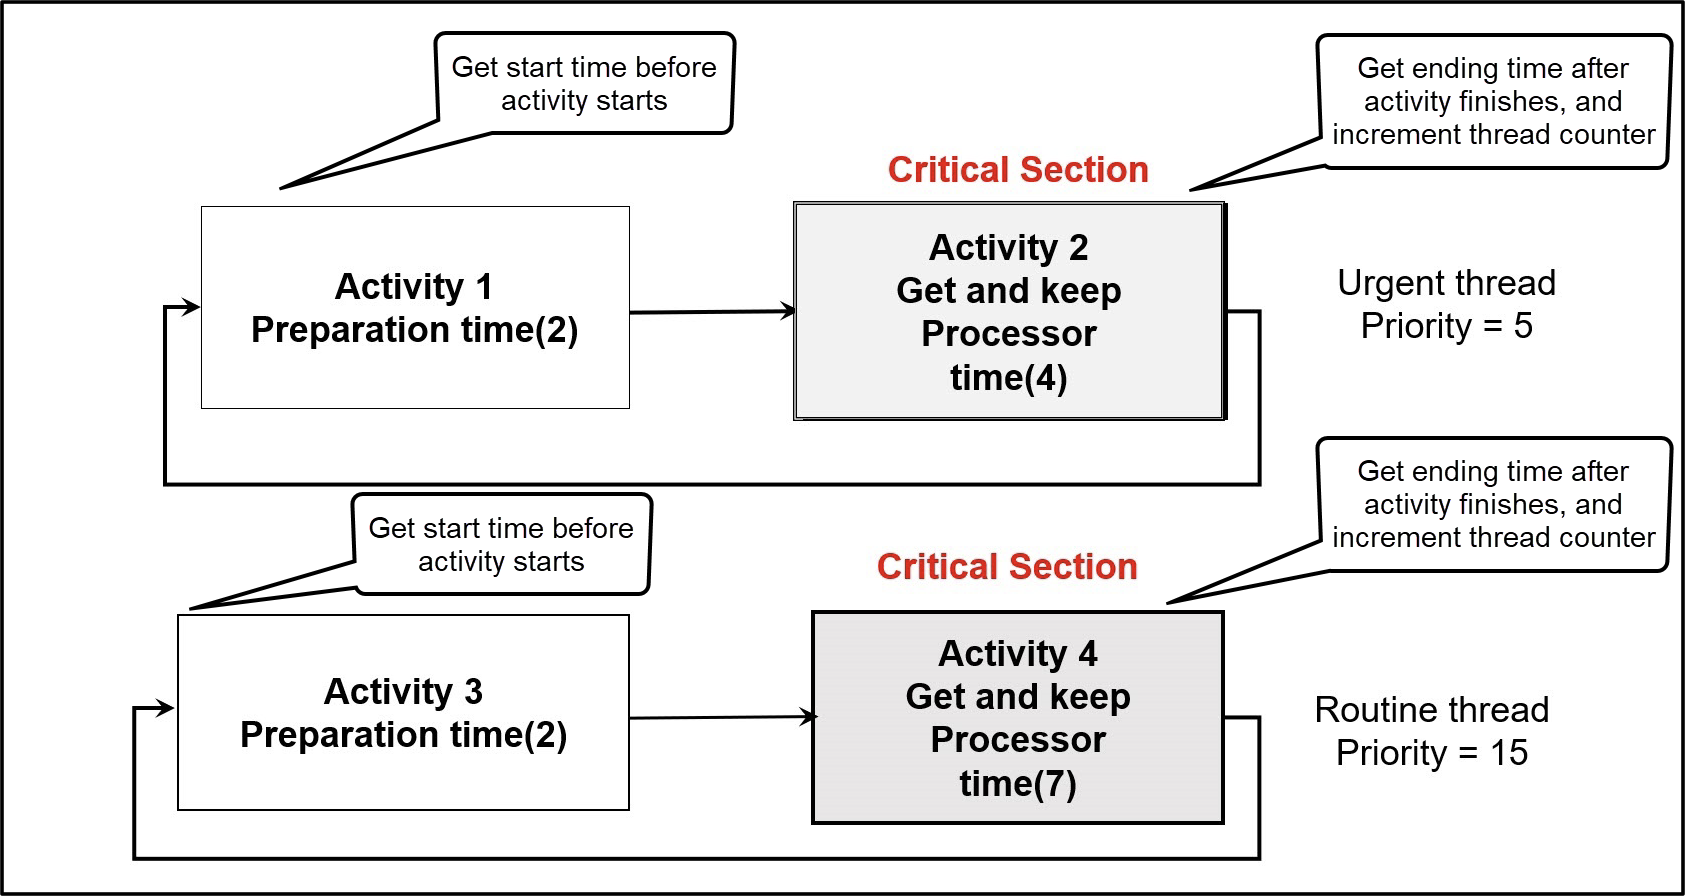 Get start time before
activity starts
Get ending time after
activity finishes, and
increment thread counter
Critical Section
Activity 1
Preparation time(2)
Activity 2
Get and keep
Processor
time(4)
Urgent thread
Priority = 5
Get start time before
activity starts
Get ending time after
activity finishes, and
increment thread counter
Critical Section
Activity 3
Preparation time(2)
Activity 4
Get and keep
Processor
time(7)
Routine thread
Priority = 15